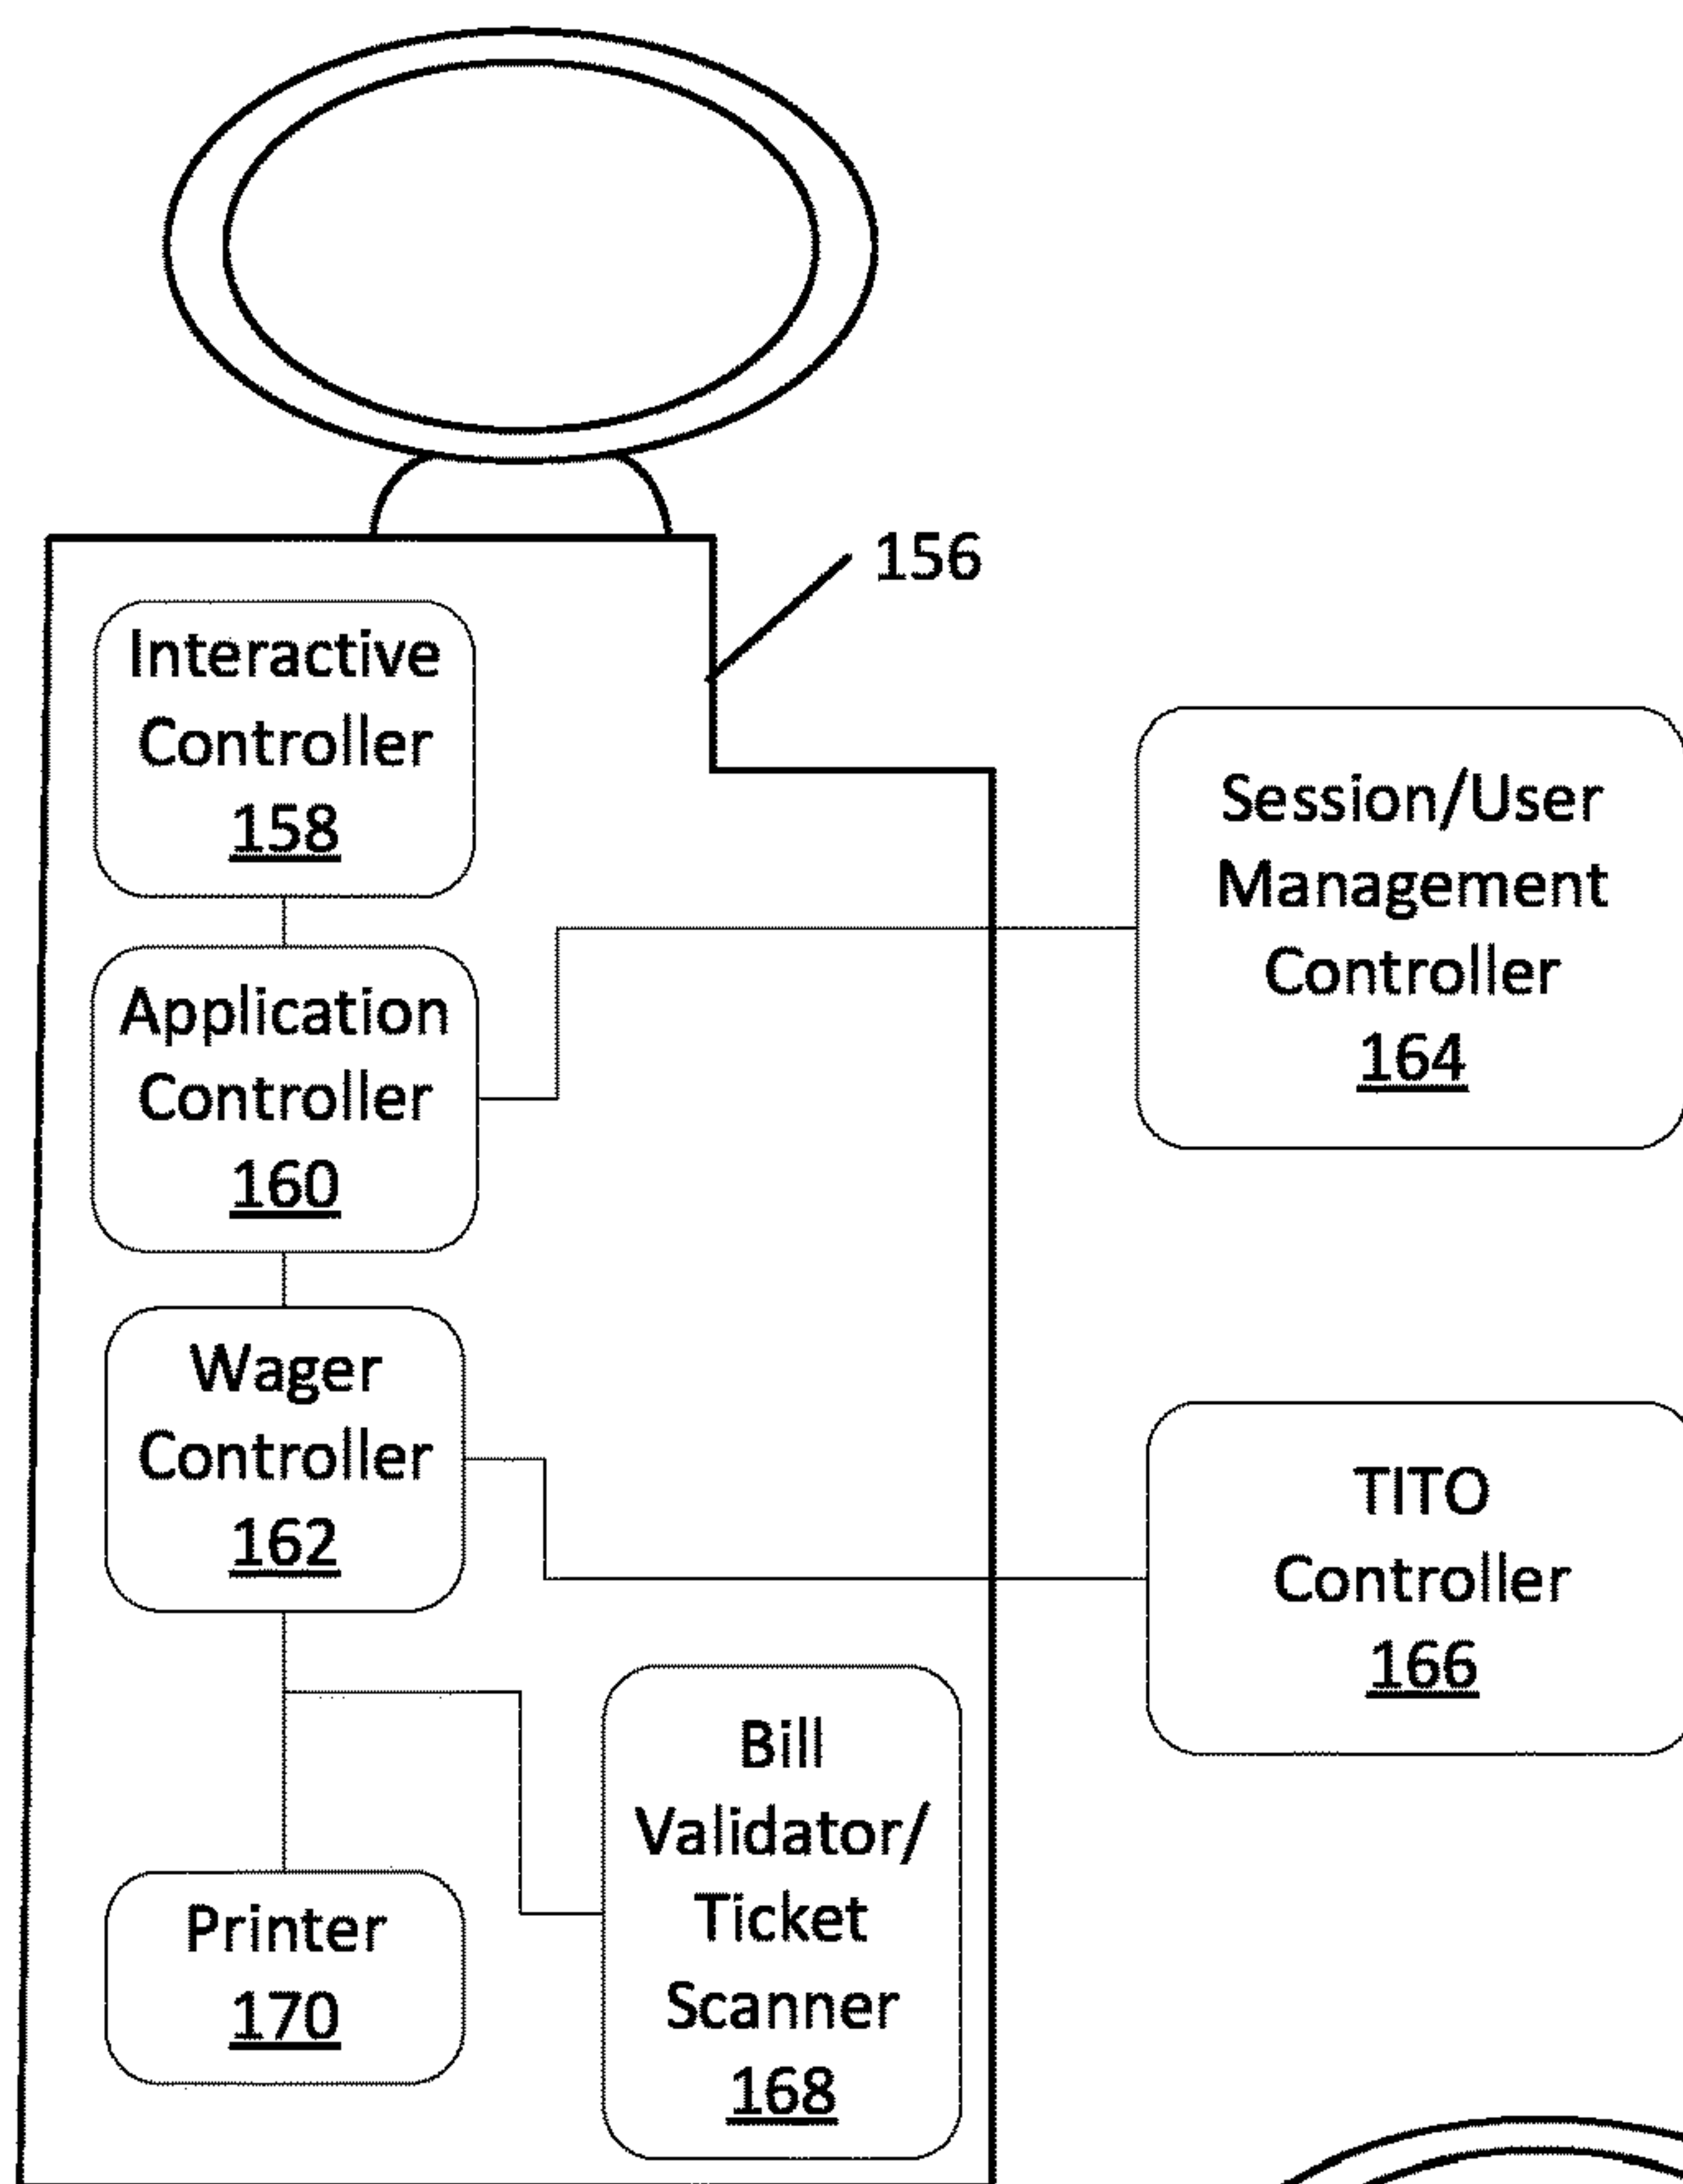 156
Interactive
Controller
158
Application
Controller
160
Wager
Controller
162
Printer
170
Bill
Validator/
Ticket
Scanner
168
Session/User
Management
Controller
164
TITO
Controller
166